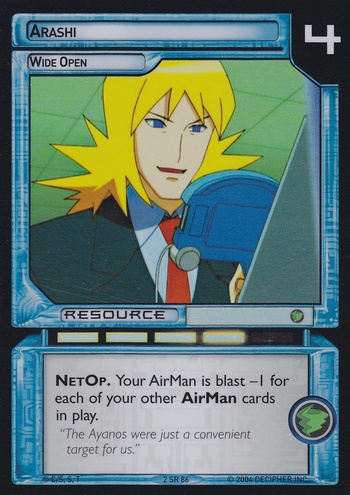 ARASHI
4
WIDE OPEN
RESOURCE
NETOP. Your AirMan is blast –1 for
each of your other AirMan cards
in play.
“The Ayanos were just a convenient
target for us.”
© C/S, S, T 2 SR 86 © 2004 DECIPHER INC.